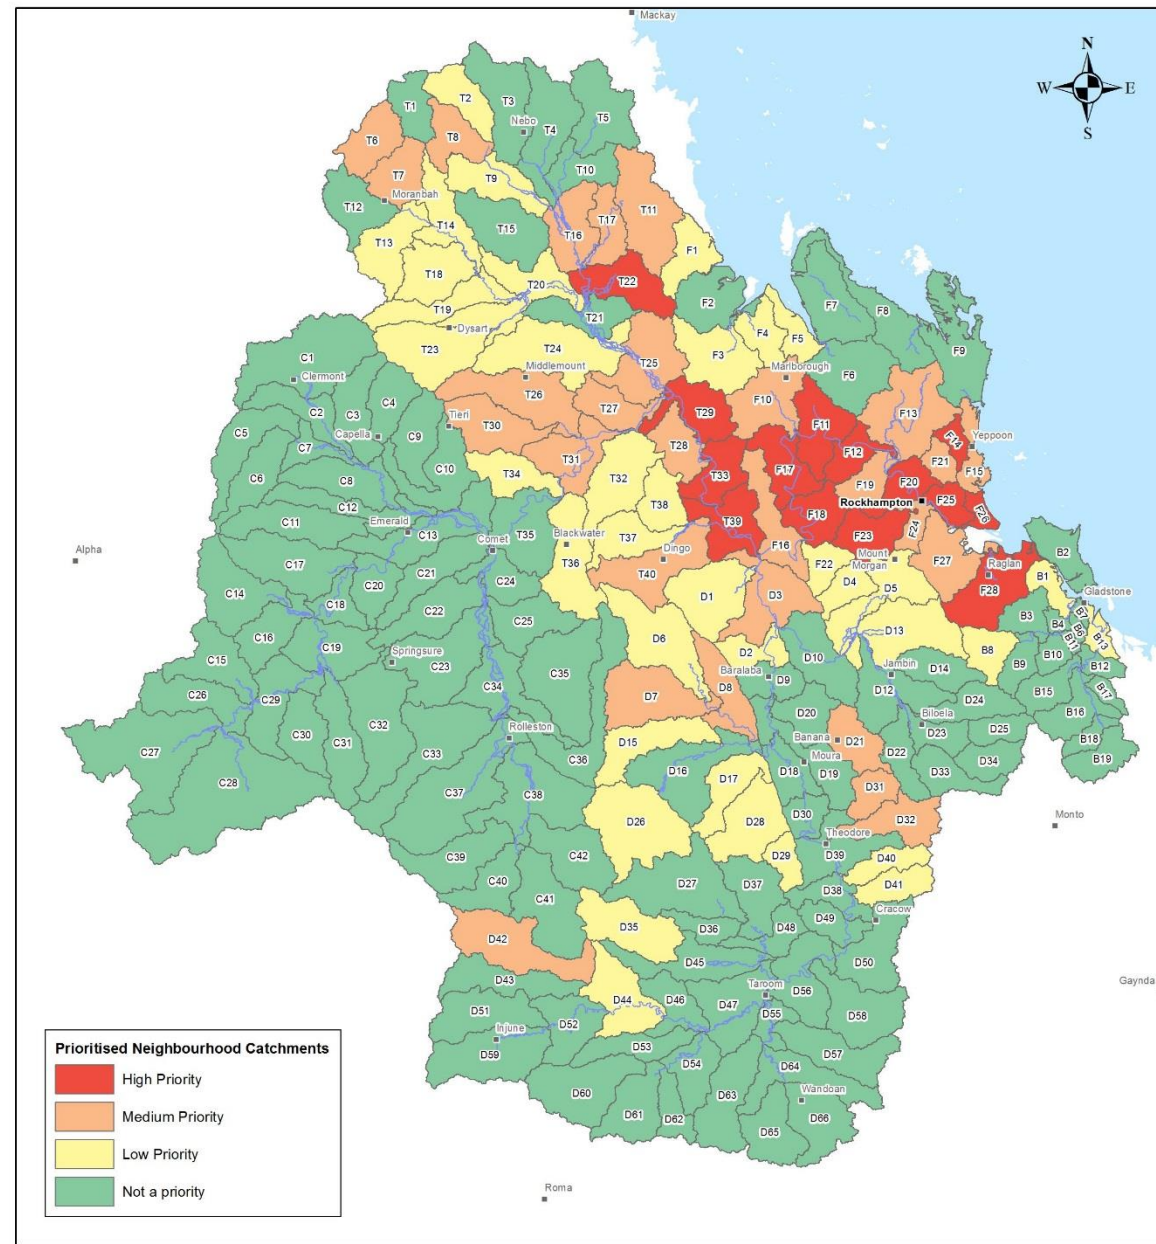 Mackay
N
W
E
S
T1
T2
T3
Nebo
T4
T5
T6
T7
T8
T9
T10
Moranbah
T11
T12
T13
T14
T15
T16
T17
T18
T19
T20
T21
T22
F1
F2
F3
F4
F5
F6
F7
F8
F9
Dysart
T23
T24
T25
Middlemount
Marlborough
T26
T27
T28
T29
T30
T31
T32
T33
T34
T35
T36
T37
T38
T39
T40
F10
F11
F12
F13
F14
Yeppoon
F15
F16
F17
F18
F19
F20
F21
Rockhampton
F22
F23
F24
F25
F26
F27
F28
Mount
Morgan
Raglan
C1
Clermont
C2
C3
C4
C5
C6
C7
C8
C9
C10
Capella
Tieri
C11
C12
Emerald
C13
Comet
Blackwater
Dingo
Alpha
C14
C15
C16
C17
C18
C19
C20
C21
C22
C23
C24
C25
Springsure
C26
C27
C28
C29
C30
C31
C32
C33
C34
C35
C36
Rolleston
C37
C38
C39
C40
C41
C42
D1
D2
D3
D4
D5
D6
D7
D8
D9
D10
Baralaba
D12
D13
D14
Jambin
D15
D16
D17
D18
D19
D20
Banana
Moura
D21
D22
D23
Biloela
D24
D25
D26
D27
D28
D29
D30
D31
D32
D33
D34
Theodore
D35
D36
D37
D38
D39
D40
D41
Cracow
D42
D43
D44
D45
D46
D47
D48
D49
D50
Taroom
D51
D52
Injune
D53
D54
D55
D56
D57
D58
D59
D60
D61
D62
D63
D64
Wandoan
D65
D66
B1
B2
Gladstone
B3
B4
B6
B7
B8
B9
B10
B11
B12
B13
B15
B16
B17
B18
B19
Monto
Gaynda
Roma
Prioritised Neighbourhood Catchments
High Priority
Medium Priority
Low Priority
Not a priority